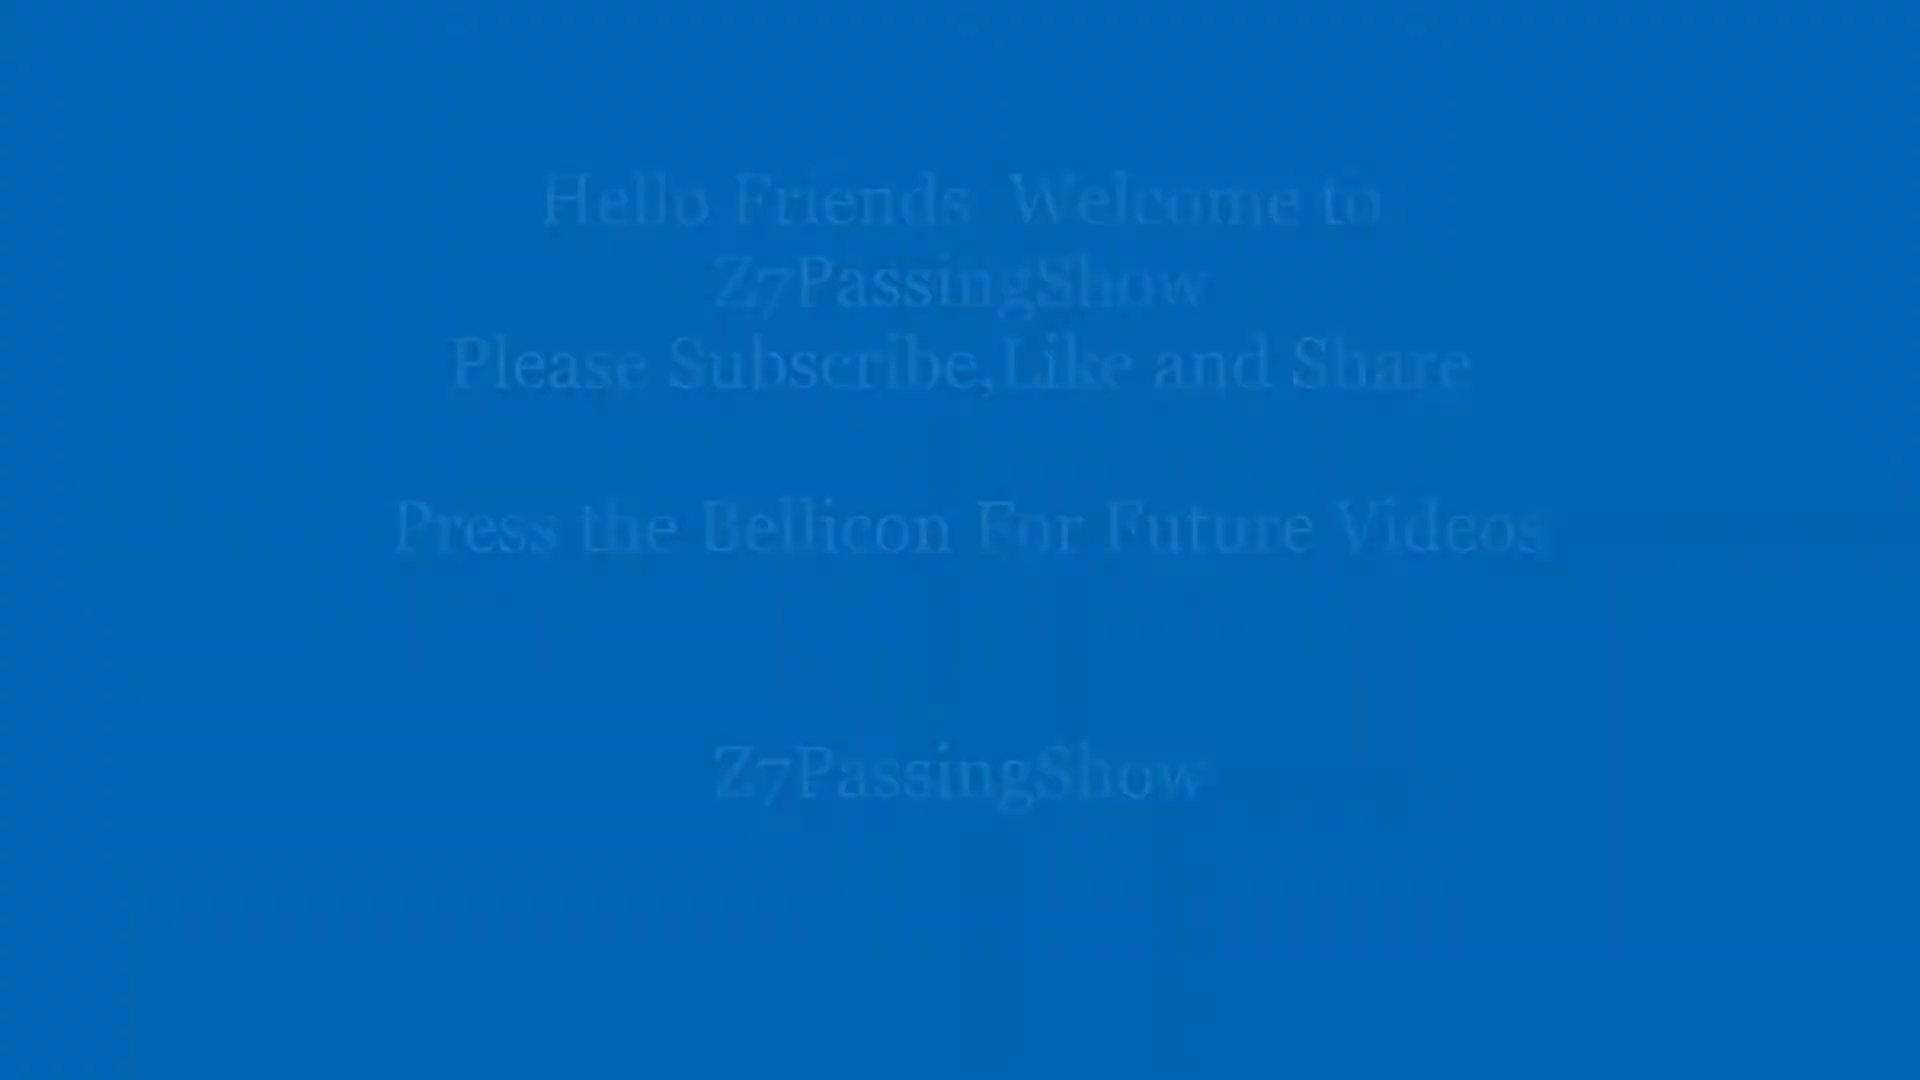 Hello Friends Welcome to
Z7PassingShow
Please Subscribe,Like and Share
Press the Bellicon For Future Videos
Z7PassingShow